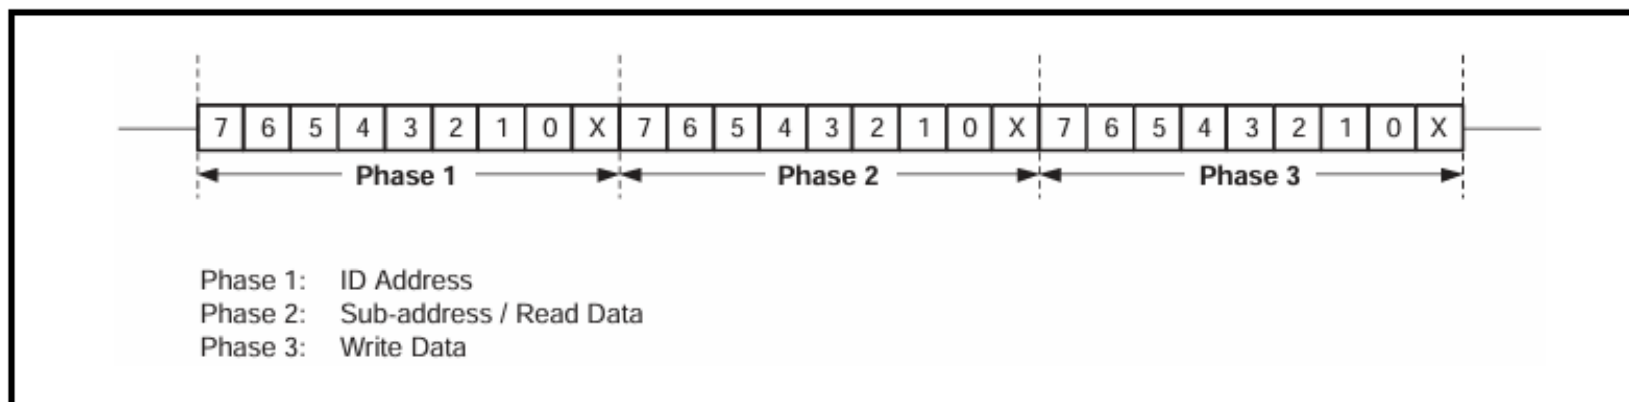 7 6 5 4 3 2 1 0 X 7 6 5 4 3 2 1 0 X 7 6 5 4 3 2 1 0 X
Phase 1 Phase 2 Phase 3
Phase 1: ID Address
Phase 2: Sub-address / Read Data
Phase 3: Write Data